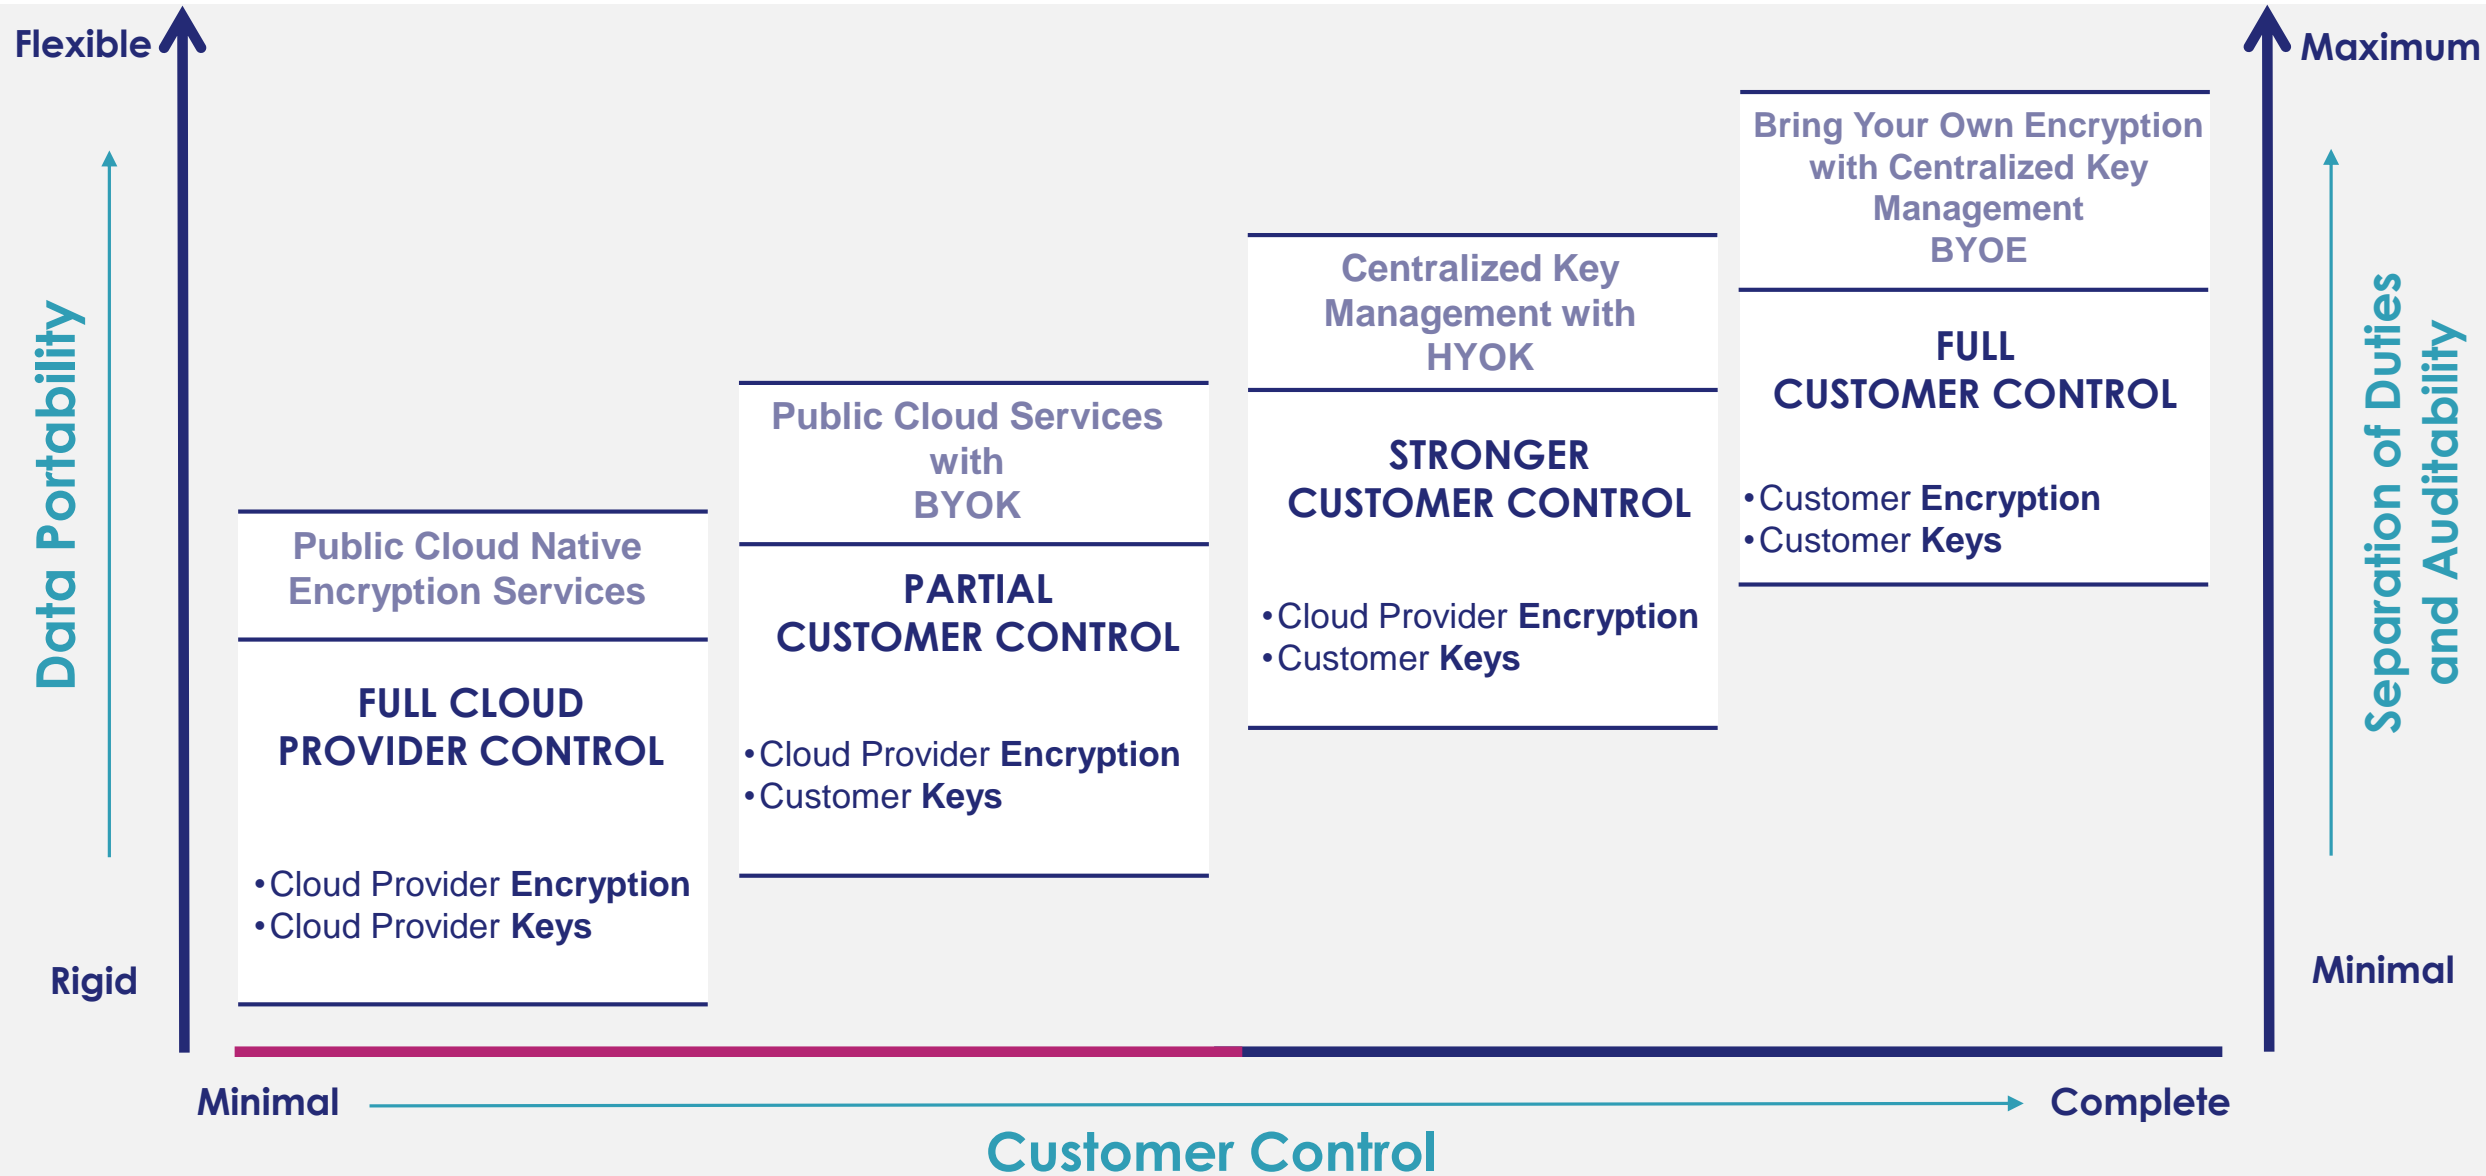 Flexible
Data Portability
Rigid
Public Cloud Native
Encryption Services
FULL CLOUD
PROVIDER CONTROL
•Cloud Provider Encryption
•Cloud Provider Keys
Public Cloud Services
with
BYOK
PARTIAL
CUSTOMER CONTROL
•Cloud Provider Encryption
•Customer Keys
Centralized Key
Management with
HYOK
STRONGER
CUSTOMER CONTROL
•Cloud Provider Encryption
•Customer Keys
Bring Your Own Encryption
with Centralized Key
Management
BYOE
FULL
CUSTOMER CONTROL
•Customer Encryption
•Customer Keys
Maximum
Separation of Duties
and Auditability
Minimal
Minimal
Complete
Customer Control